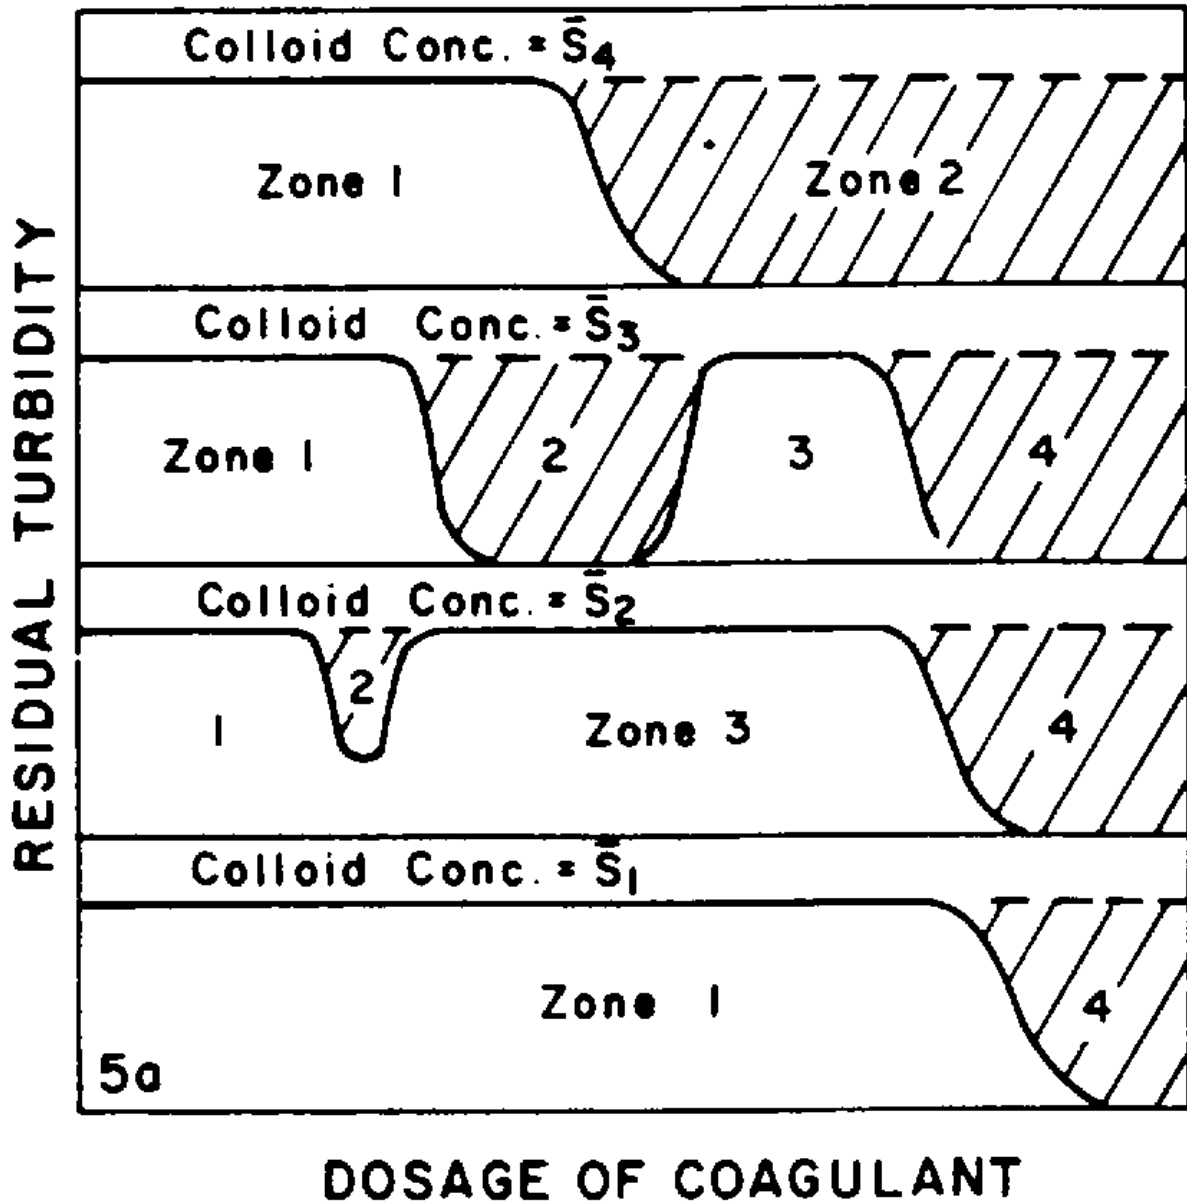 Colloid Conc. = S̄4
Zone 1
Zone 2
Colloid Conc. = S̄3
Zone 1
2
3
4
Colloid Conc. = S̄2
1
2
Zone 3
4
Colloid Conc. = S̄1
Zone 1
4
5a
RESIDUAL TURBIDITY
DOSAGE OF COAGULANT